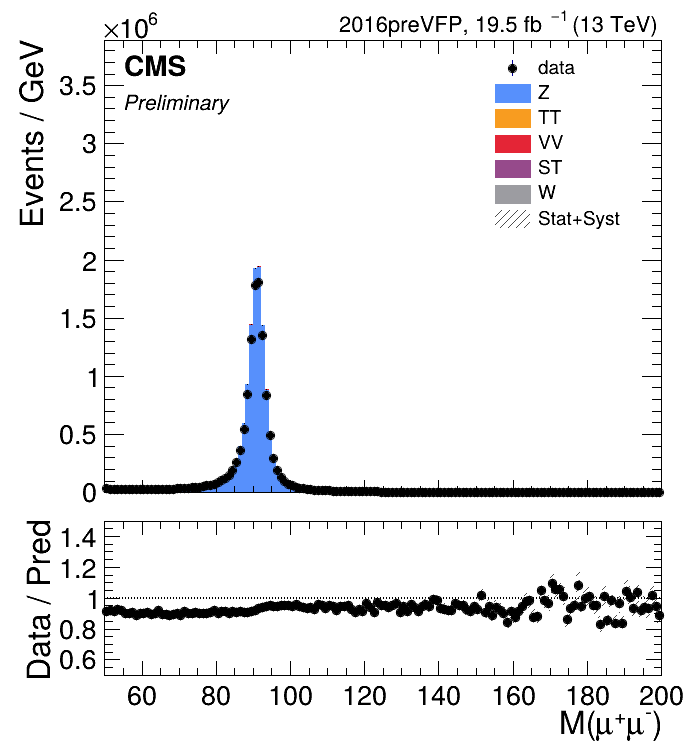 ×10⁶
2016preVFP, 19.5 fb ⁻¹ (13 TeV)
CMS
Preliminary
data
Z
TT
VV
ST
W
Stat+Syst
Events / GeV
3.5
3
2.5
2
1.5
1
0.5
0
Data / Pred
1.4
1.2
1
0.8
0.6
60 80 100 120 140 160 180 200
M(μ⁺μ⁻)